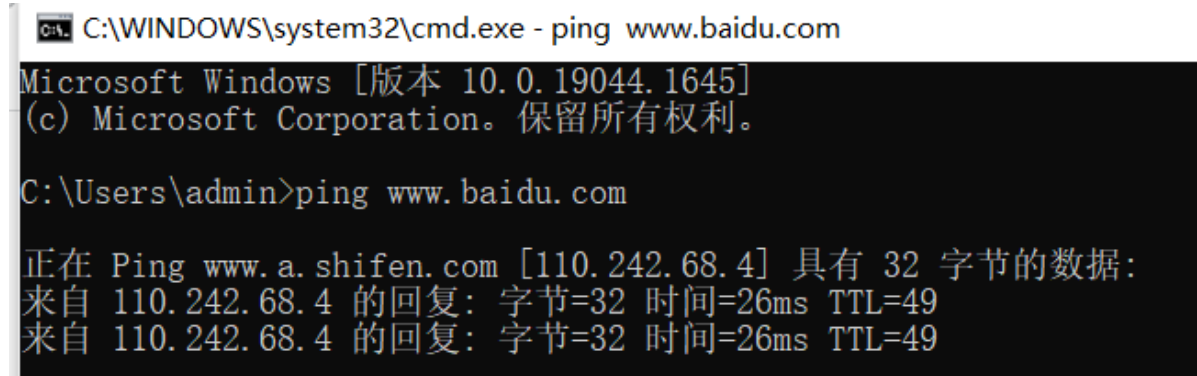 C:\WINDOWS\system32\cmd.exe - ping  www.baidu.com
Microsoft Windows [版本 10.0.19044.1645]
(c) Microsoft Corporation。保留所有权利。
C:\Users\admin>ping www.baidu.com
正在 Ping www.a.shifen.com [110.242.68.4] 具有 32 字节的数据:
来自 110.242.68.4 的回复: 字节=32 时间=26ms TTL=49
来自 110.242.68.4 的回复: 字节=32 时间=26ms TTL=49